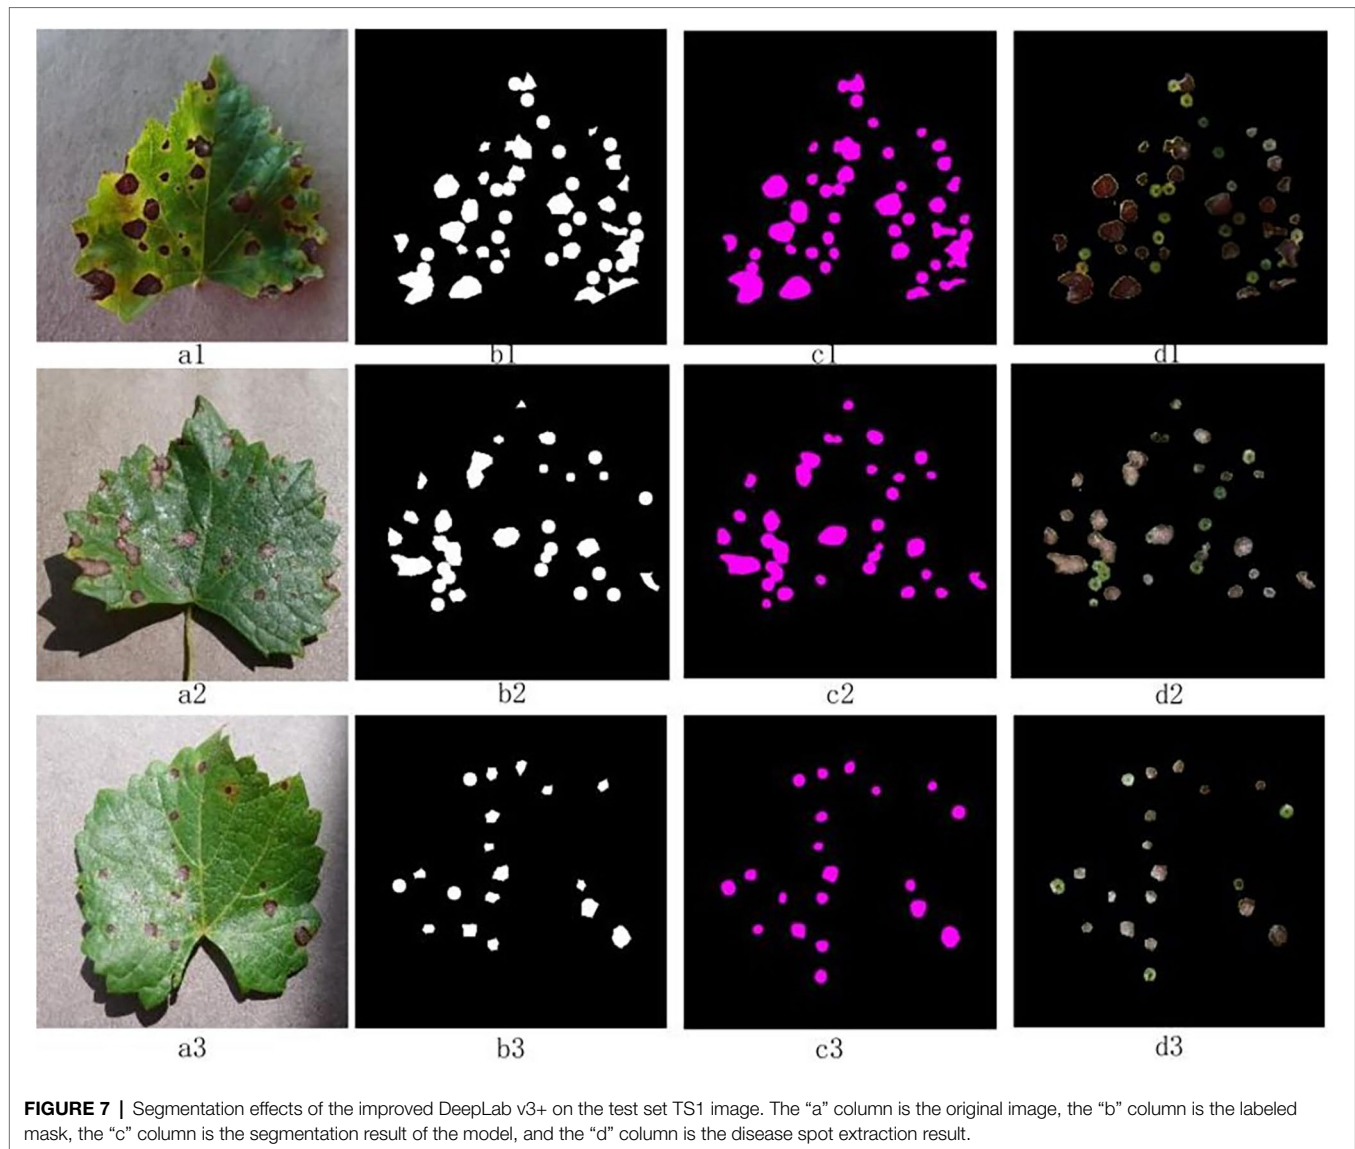 a1 b1 c1 d1
a2 b2 c2 d2
a3 b3 c3 d3
FIGURE 7 | Segmentation effects of the improved DeepLab v3+ on the test set TS1 image. The “a” column is the original image, the “b” column is the labeled
mask, the “c” column is the segmentation result of the model, and the “d” column is the disease spot extraction result.